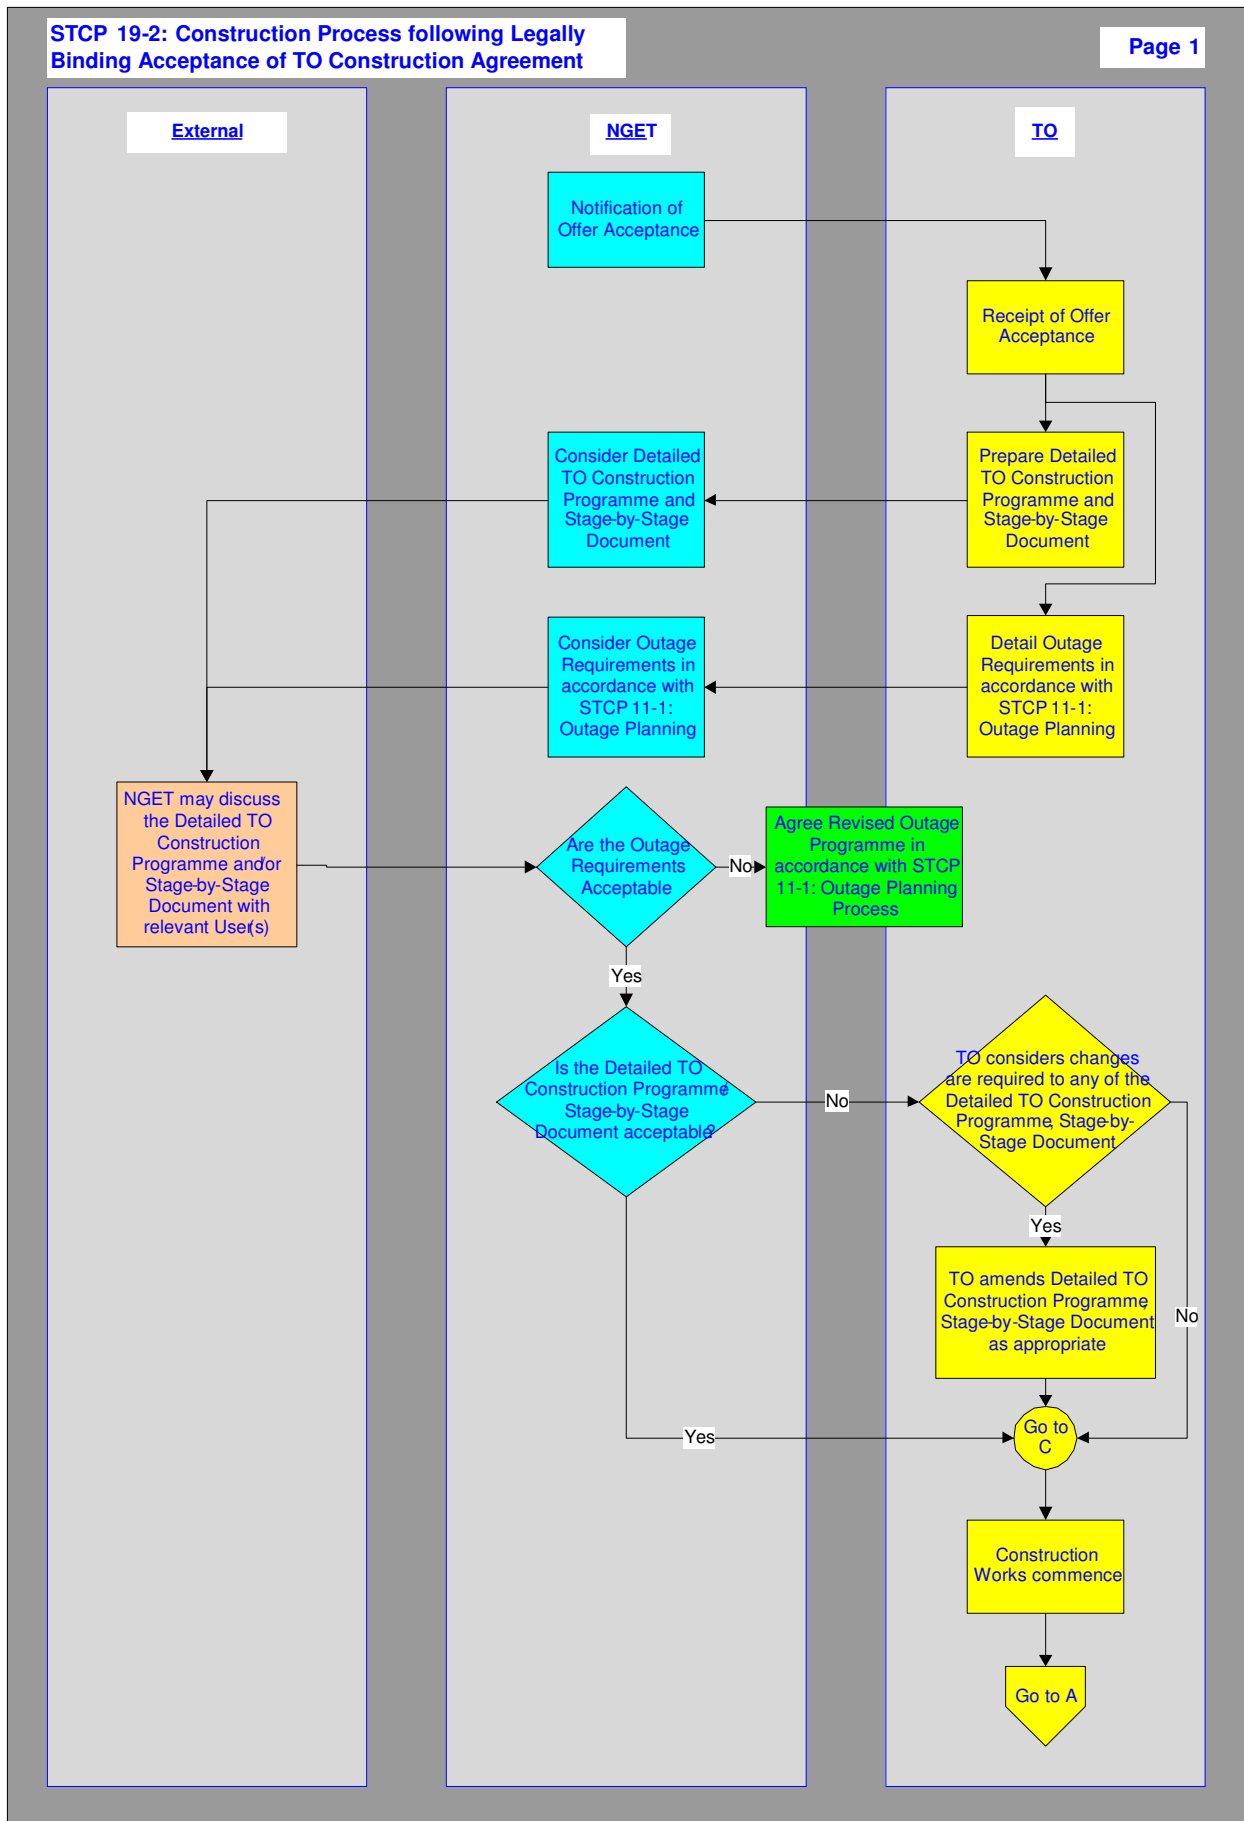 STCP 19-2: Construction Process following Legally
Binding Acceptance of TO Construction Agreement
Page 1
External
NGET
TO
Notification of
Offer Acceptance
Receipt of Offer
Acceptance
Consider Detailed
TO Construction
Programme and
Stage-by-Stage
Document
Prepare Detailed
TO Construction
Programme and
Stage-by-Stage
Document
Consider Outage
Requirements in
accordance with
STCP 11-1:
Outage Planning
Detail Outage
Requirements in
accordance with
STCP 11-1:
Outage Planning
NGET may discuss
the Detailed TO
Construction
Programme and/or
Stage-by-Stage
Document with
relevant User(s)
Are the Outage
Requirements
Acceptable
No
Agree Revised Outage
Programme in
accordance with STCP
11-1: Outage Planning
Process
Yes
Is the Detailed TO
Construction Programme/
Stage-by-Stage
Document acceptable?
No
TO considers changes
are required to any of the
Detailed TO Construction
Programme, Stage-by-
Stage Document
Yes
TO amends Detailed TO
Construction Programme,
Stage-by-Stage Document
as appropriate
No
Yes
Go to
C
Construction
Works commence
Go to A